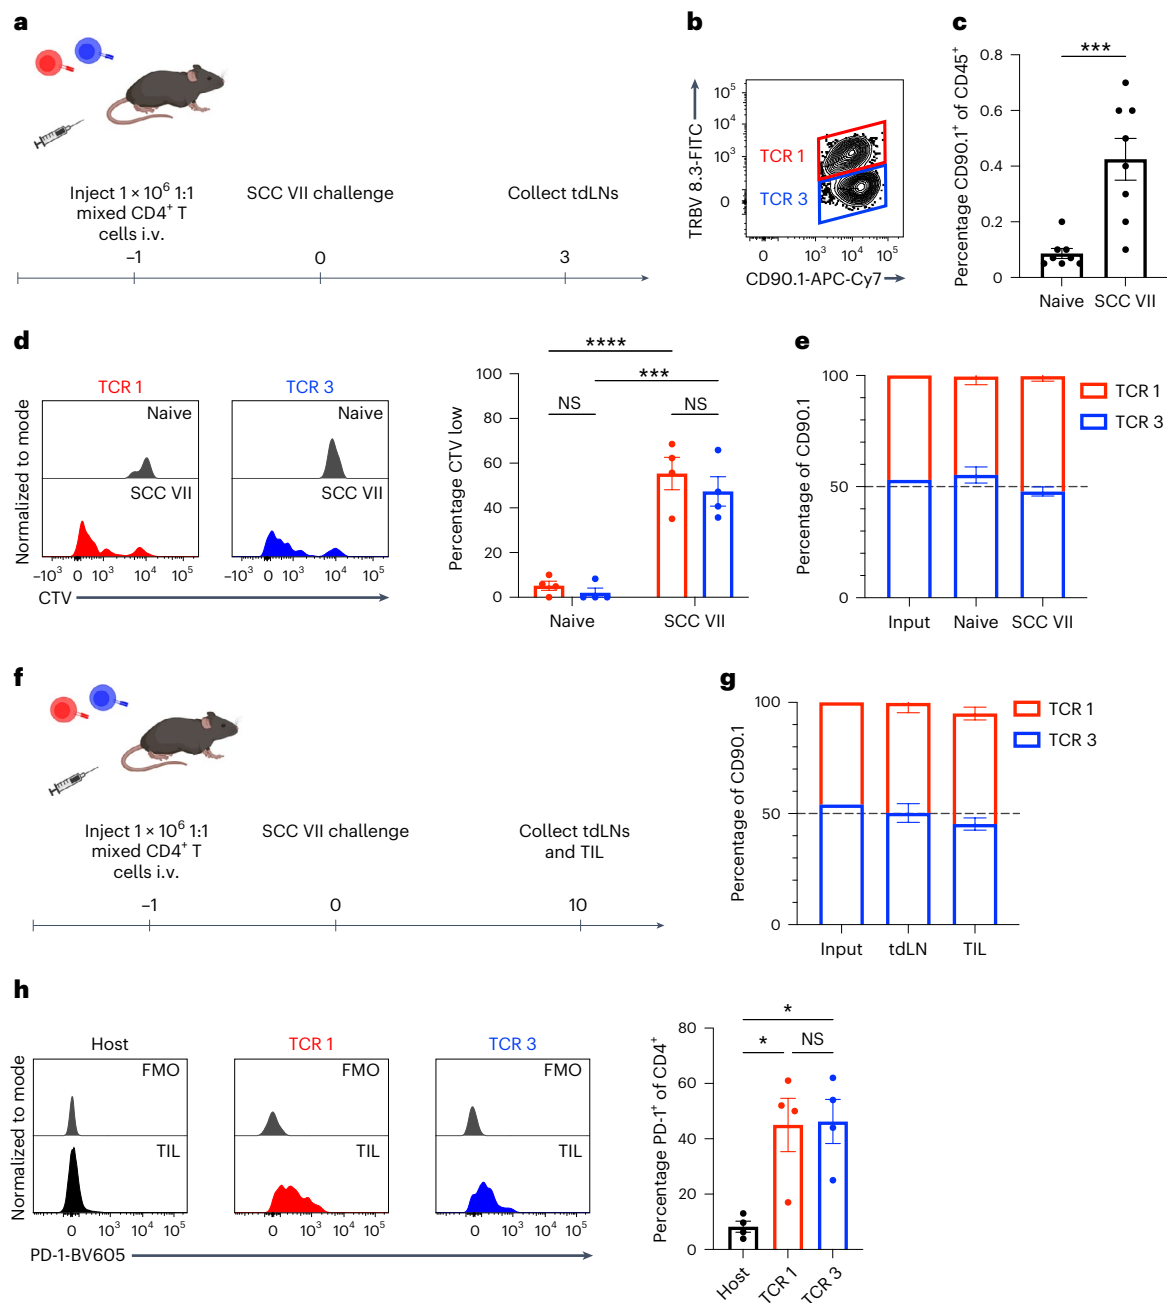 a
Inject 1 × 10⁶ 1:1
mixed CD4⁺ T
cells i.v.
SCC VII challenge
Collect tdLNs
–1
0
3
b
TRBV 8.3-FITC
10⁵
10⁴
10³
0
TCR 1
TCR 3
0
10³
10⁴
10⁵
CD90.1-APC-Cy7
c
Percentage CD90.1⁺ of CD45⁺
0.8
0.6
0.4
0.2
0
***
Naive
SCC VII
d
Normalized to mode
TCR 1
Naive
SCC VII
–10³
0
10³
10⁴
10⁵
TCR 3
Naive
SCC VII
–10³
0
10³
10⁴
10⁵
CTV
Percentage CTV low
100
80
60
40
20
0
****
***
NS
NS
Naive
SCC VII
e
Percentage of CD90.1
100
50
0
Input
Naive
SCC VII
TCR 1
TCR 3
f
Inject 1 × 10⁶ 1:1
mixed CD4⁺ T
cells i.v.
SCC VII challenge
Collect tdLNs
and TIL
–1
0
10
g
Percentage of CD90.1
100
50
0
Input
tdLN
TIL
TCR 1
TCR 3
h
Normalized to mode
Host
FMO
TIL
0
10³
10⁴
10⁵
TCR 1
FMO
TIL
0
10³
10⁴
10⁵
TCR 3
FMO
TIL
0
10³
10⁴
10⁵
PD-1-BV605
Percentage PD-1⁺ of CD4⁺
80
60
40
20
0
*
*
NS
Host
TCR 1
TCR 3